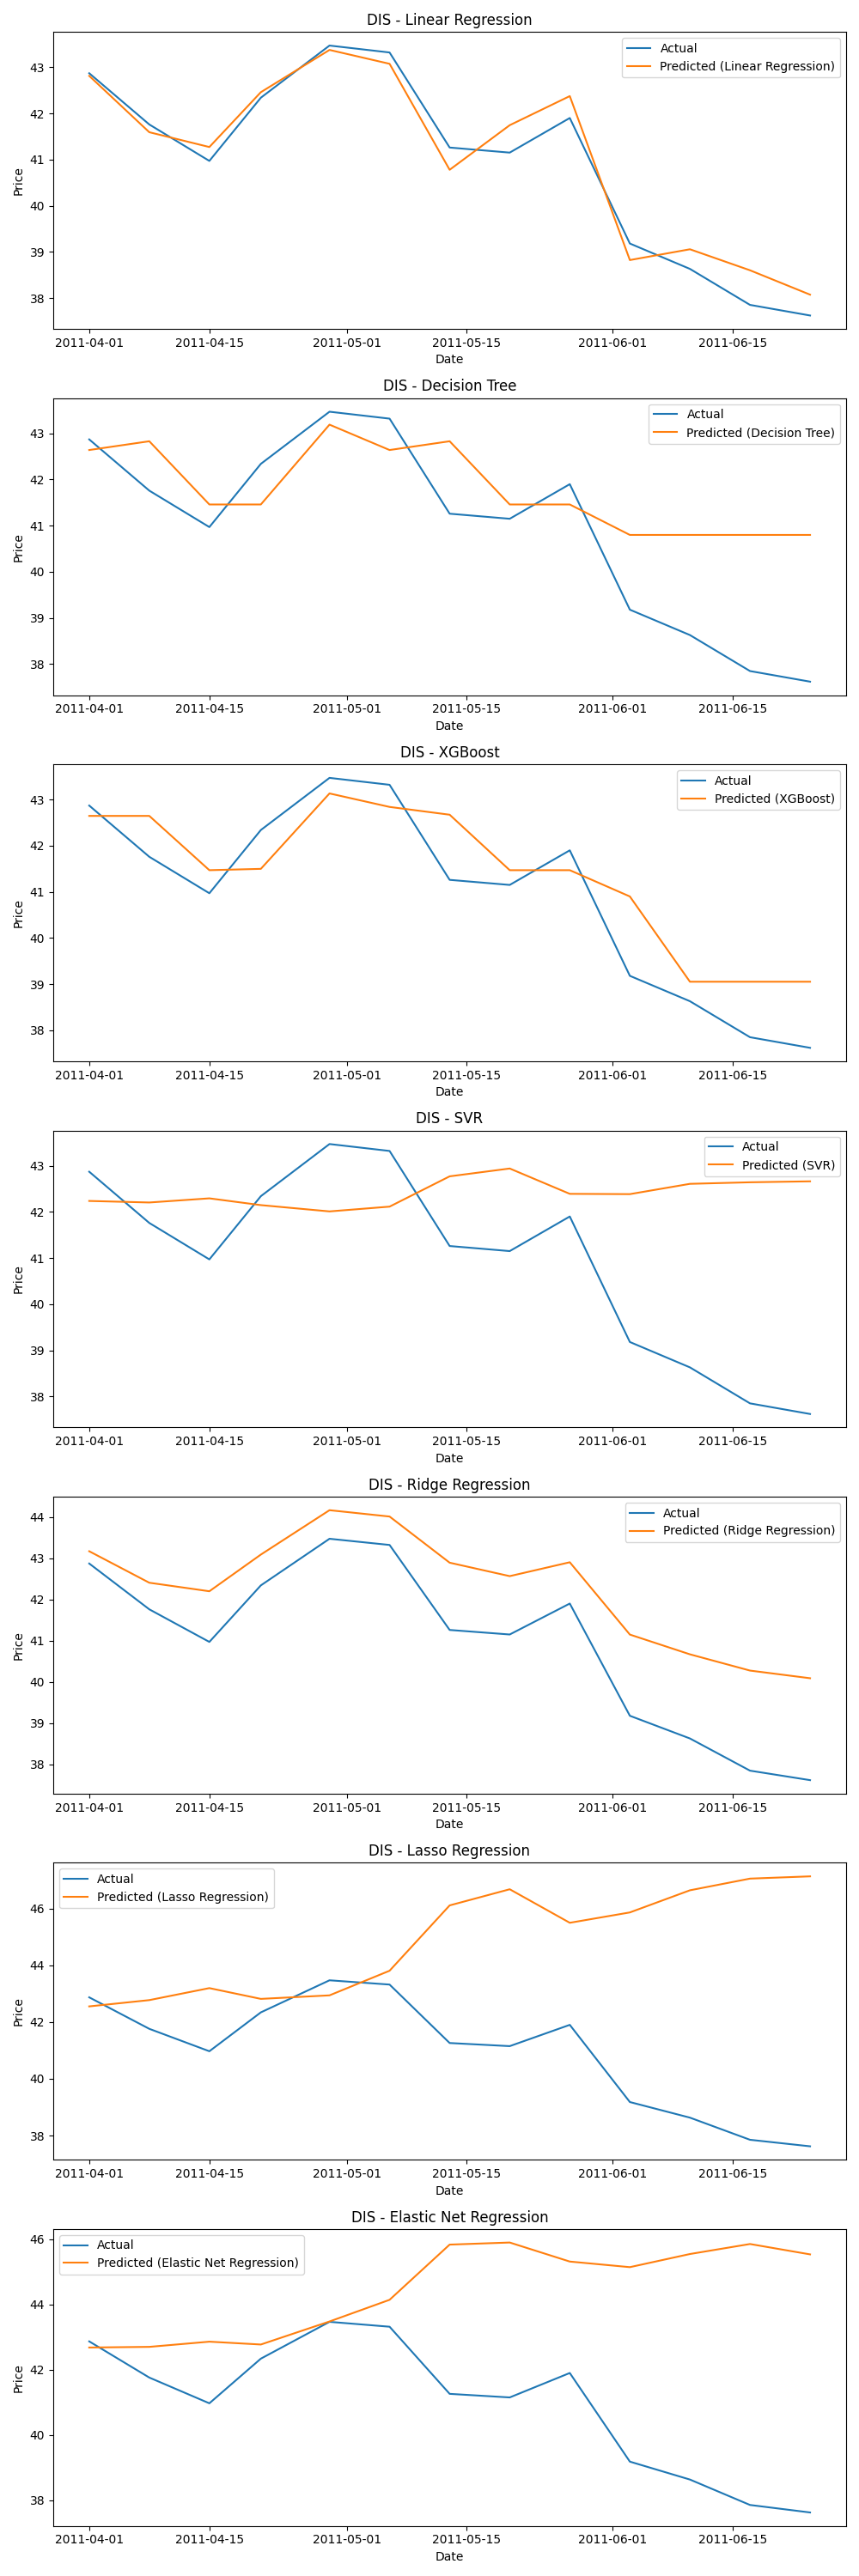 DIS - Linear Regression
Actual
Predicted (Linear Regression)
43
42
41
40
39
38
Price
2011-04-01 2011-04-15 2011-05-01 2011-05-15 2011-06-01 2011-06-15
Date
DIS - Decision Tree
Actual
Predicted (Decision Tree)
43
42
41
40
39
38
Price
2011-04-01 2011-04-15 2011-05-01 2011-05-15 2011-06-01 2011-06-15
Date
DIS - XGBoost
Actual
Predicted (XGBoost)
43
42
41
40
39
38
Price
2011-04-01 2011-04-15 2011-05-01 2011-05-15 2011-06-01 2011-06-15
Date
DIS - SVR
Actual
Predicted (SVR)
43
42
41
40
39
38
Price
2011-04-01 2011-04-15 2011-05-01 2011-05-15 2011-06-01 2011-06-15
Date
DIS - Ridge Regression
Actual
Predicted (Ridge Regression)
44
43
42
41
40
39
38
Price
2011-04-01 2011-04-15 2011-05-01 2011-05-15 2011-06-01 2011-06-15
Date
DIS - Lasso Regression
Actual
Predicted (Lasso Regression)
46
44
42
40
38
Price
2011-04-01 2011-04-15 2011-05-01 2011-05-15 2011-06-01 2011-06-15
Date
DIS - Elastic Net Regression
Actual
Predicted (Elastic Net Regression)
46
44
42
40
38
Price
2011-04-01 2011-04-15 2011-05-01 2011-05-15 2011-06-01 2011-06-15
Date